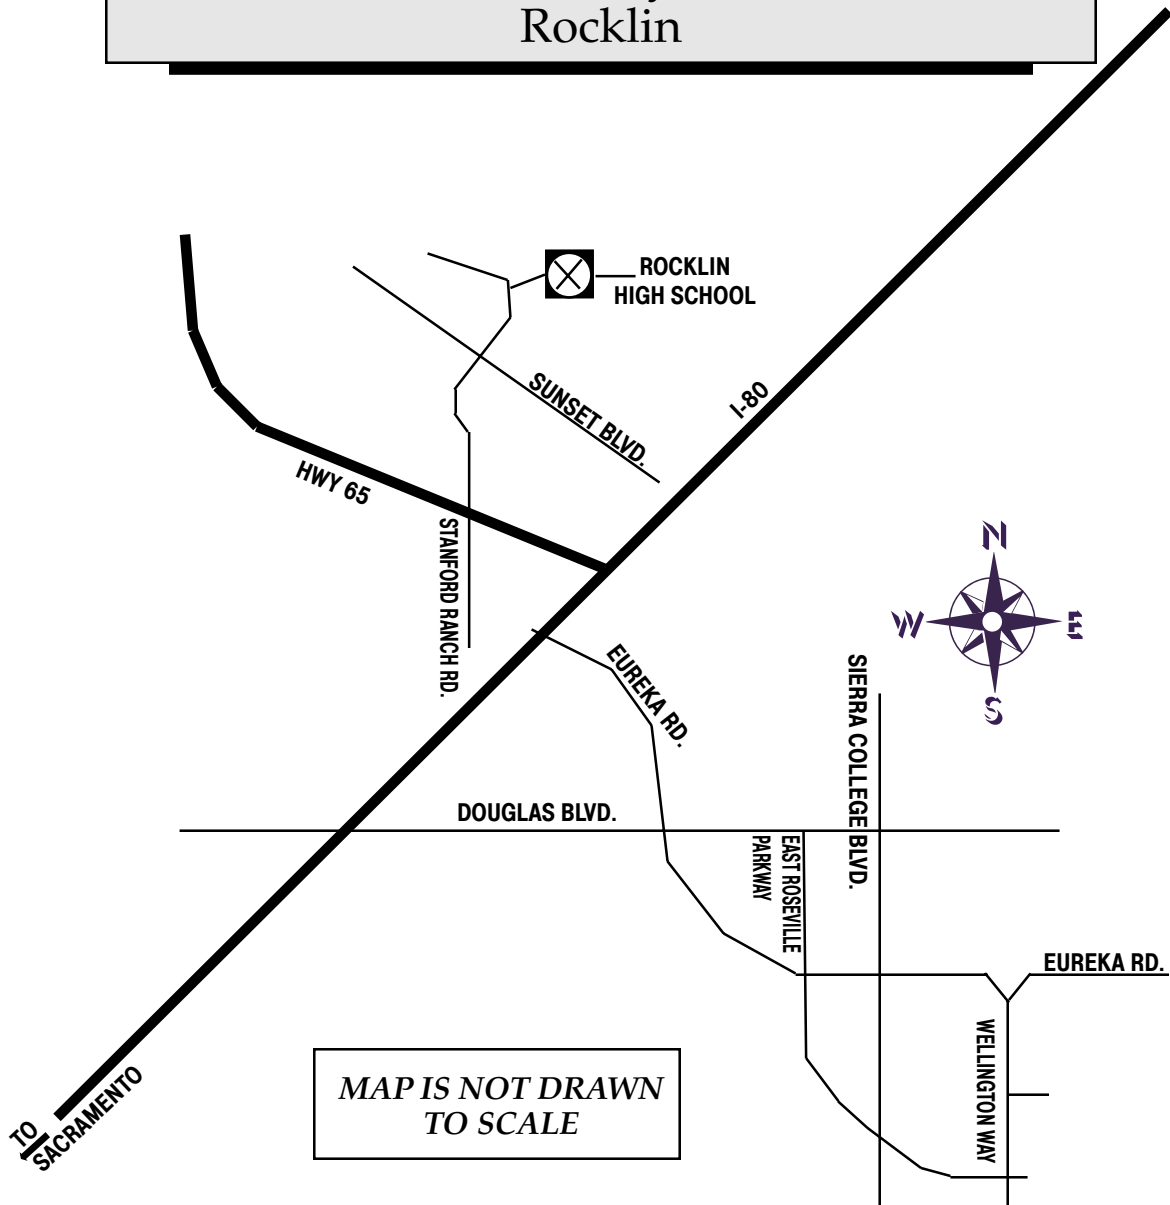 Rocklin
ROCKLIN
HIGH SCHOOL
I-80
SUNSET BLVD.
HWY 65
STANFORD RANCH RD.
N
W
E
S
EUREKA RD.
SIERRA COLLEGE BLVD.
DOUGLAS BLVD.
EAST ROSEVILLE
PARKWAY
EUREKA RD.
WELLINGTON WAY
MAP IS NOT DRAWN
TO SCALE
TO
SACRAMENTO